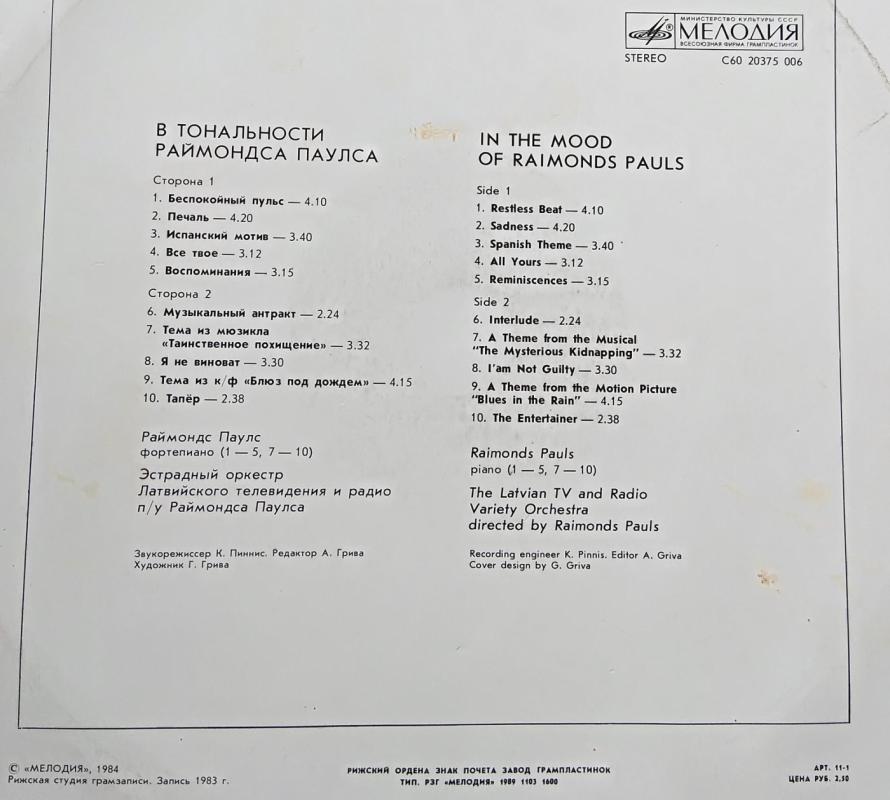 МИНИСТЕРСТВО КУЛЬТУРЫ СССР
МЕЛОДИЯ
ВСЕСОЮЗНАЯ ФИРМА ГРАМПЛАСТИНОК
STEREO
С60 20375 006
В ТОНАЛЬНОСТИ
РАЙМОНДСА ПАУЛСА
Сторона 1
1. Беспокойный пульс — 4.10
2. Печаль — 4.20
3. Испанский мотив — 3.40
4. Все твое — 3.12
5. Воспоминания — 3.15
Сторона 2
6. Музыкальный антракт — 2.24
7. Тема из мюзикла
«Таинственное похищение» — 3.32
8. Я не виноват — 3.30
9. Тема из к/ф «Блюз под дождем» — 4.15
10. Тапёр — 2.38
Раймондс Паулс
фортепиано (1 — 5, 7 — 10)
Эстрадный оркестр
Латвийского телевидения и радио
п/у Раймондса Паулса
Звукорежиссер К. Пиннис. Редактор А. Грива
Художник Г. Грива
IN THE MOOD
OF RAIMONDS PAULS
Side 1
1. Restless Beat — 4.10
2. Sadness — 4.20
3. Spanish Theme — 3.40
4. All Yours — 3.12
5. Reminiscences — 3.15
Side 2
6. Interlude — 2.24
7. A Theme from the Musical
"The Mysterious Kidnapping" — 3.32
8. I'am Not Guilty — 3.30
9. A Theme from the Motion Picture
"Blues in the Rain" — 4.15
10. The Entertainer — 2.38
Raimonds Pauls
piano (1 — 5, 7 — 10)
The Latvian TV and Radio
Variety Orchestra
directed by Raimonds Pauls
Recording engineer K. Pinnis. Editor A. Griva
Cover design by G. Griva
© «МЕЛОДИЯ», 1984
Рижская студия грамзаписи. Запись 1983 г.
РИЖСКИЙ ОРДЕНА ЗНАК ПОЧЕТА ЗАВОД ГРАМПЛАСТИНОК
ТИП. РЗГ «МЕЛОДИЯ» 1989 1103 1600
АРТ. 11-1
ЦЕНА РУБ. 2,50